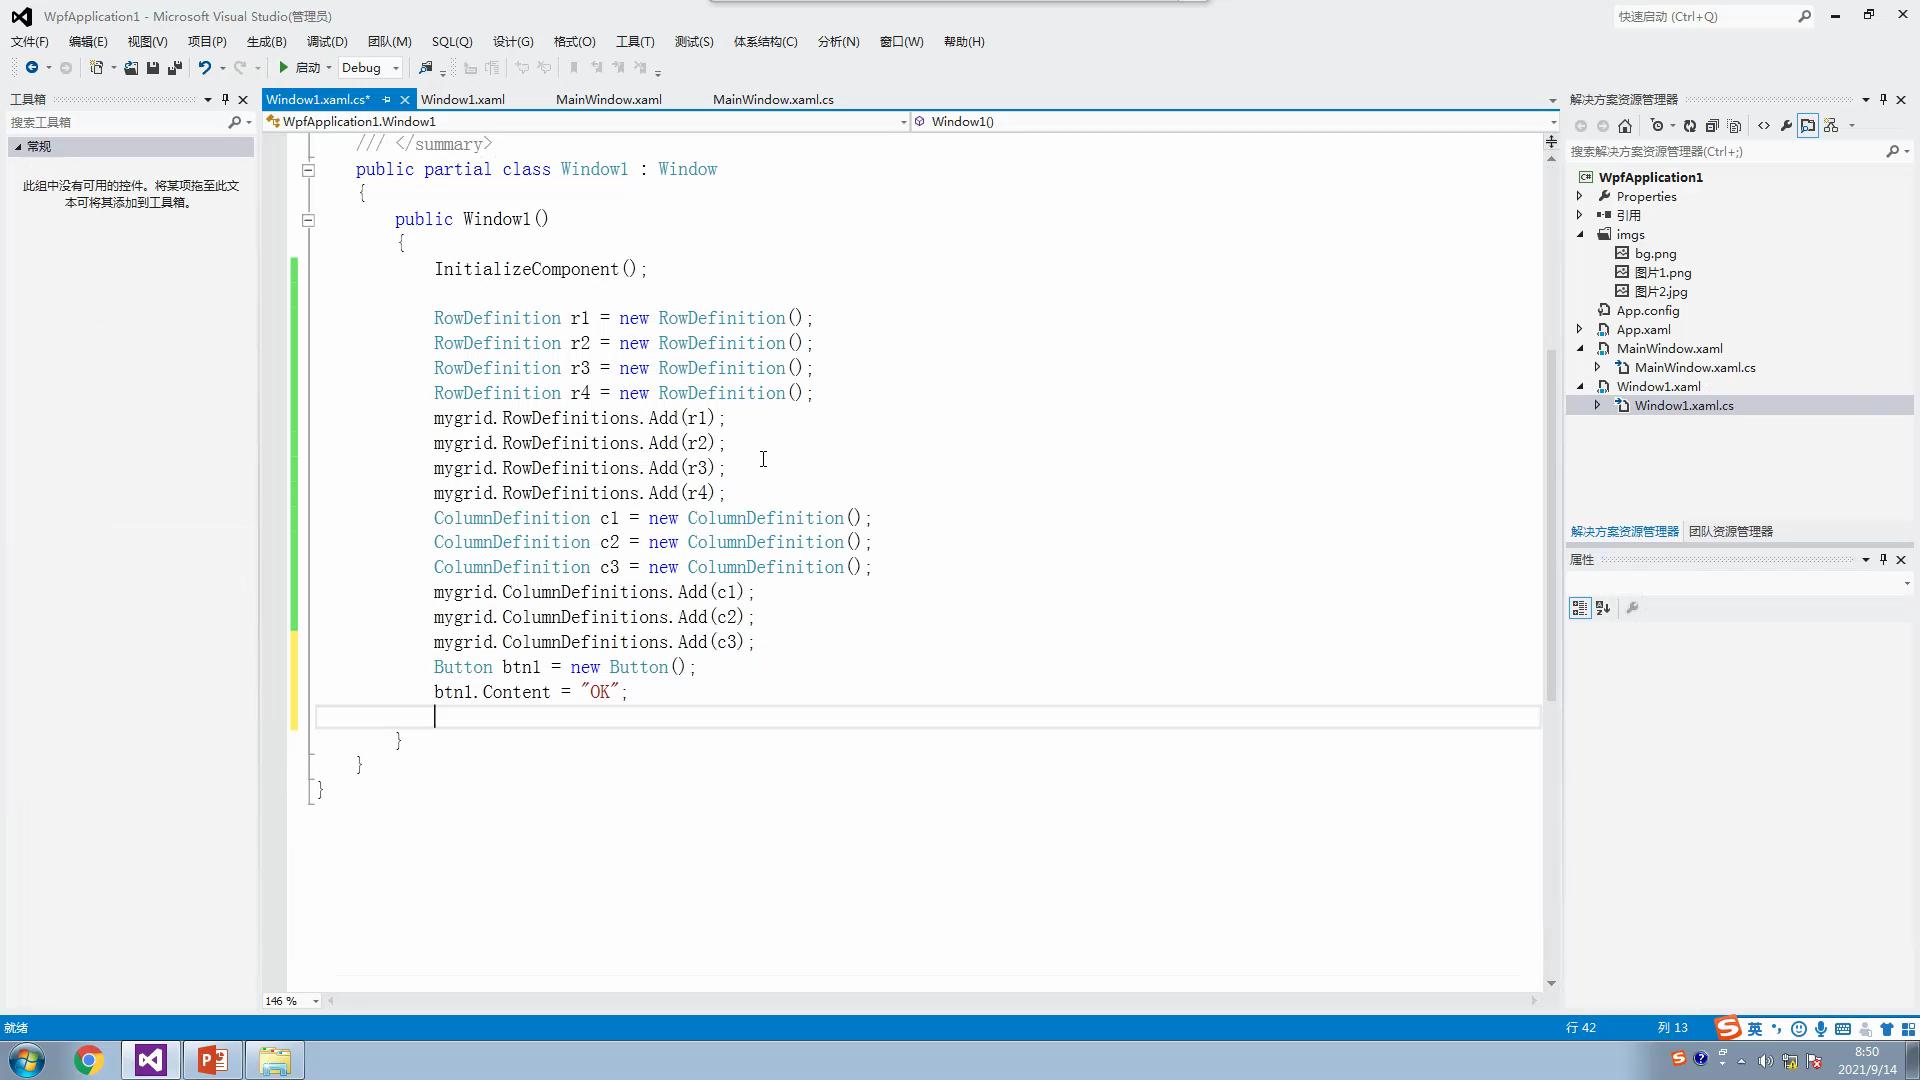 WpfApplication1 - Microsoft Visual Studio(管理员)
快速启动 (Ctrl+Q)
文件(F) 编辑(E) 视图(V) 项目(P) 生成(B) 调试(D) 团队(M) SQL(Q) 设计(G) 格式(O) 工具(T) 测试(S) 体系结构(C) 分析(N) 窗口(W) 帮助(H)
启动 Debug
工具箱
搜索工具箱
常规
此组中没有可用的控件。将某项拖至此文
本可将其添加到工具箱。
Window1.xaml.cs* Window1.xaml MainWindow.xaml MainWindow.xaml.cs
WpfApplication1.Window1 Window1()
/// </summary>
public partial class Window1 : Window
{
public Window1()
{
InitializeComponent();
RowDefinition r1 = new RowDefinition();
RowDefinition r2 = new RowDefinition();
RowDefinition r3 = new RowDefinition();
RowDefinition r4 = new RowDefinition();
mygrid.RowDefinitions.Add(r1);
mygrid.RowDefinitions.Add(r2);
mygrid.RowDefinitions.Add(r3);
mygrid.RowDefinitions.Add(r4);
ColumnDefinition c1 = new ColumnDefinition();
ColumnDefinition c2 = new ColumnDefinition();
ColumnDefinition c3 = new ColumnDefinition();
mygrid.ColumnDefinitions.Add(c1);
mygrid.ColumnDefinitions.Add(c2);
mygrid.ColumnDefinitions.Add(c3);
Button btn1 = new Button();
btn1.Content = "OK";
}
}
}
146 %
解决方案资源管理器
搜索解决方案资源管理器(Ctrl+;)
C# WpfApplication1
Properties
引用
imgs
bg.png
图片1.png
图片2.jpg
App.config
App.xaml
MainWindow.xaml
MainWindow.xaml.cs
Window1.xaml
Window1.xaml.cs
解决方案资源管理器 团队资源管理器
属性
就绪
行 42 列 13
英
8:50
2021/9/14